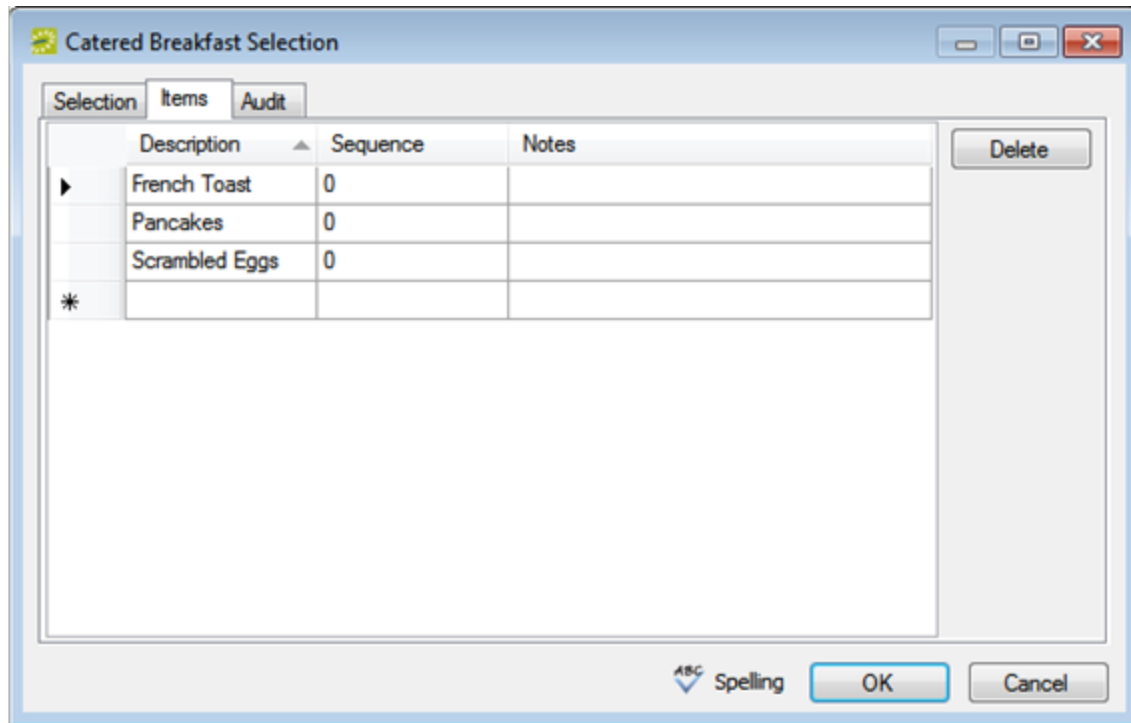 Catered Breakfast Selection
Selection Items Audit
Description Sequence Notes Delete
French Toast 0
Pancakes 0
Scrambled Eggs 0
ABC Spelling OK Cancel